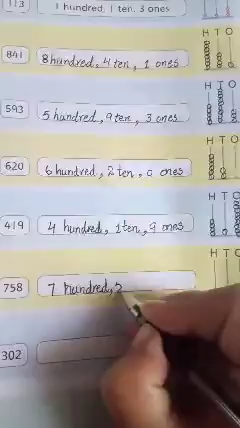 113 1 hundred, 1 ten, 3 ones
H T O
841 8 hundred, 4 ten, 1 ones
H T O
593 5 hundred, 9 ten, 3 ones
H T O
620 6 hundred, 2 ten, 0 ones
H T O
419 4 hundred, 1 ten, 9 ones
H T O
758 7 hundred,
302